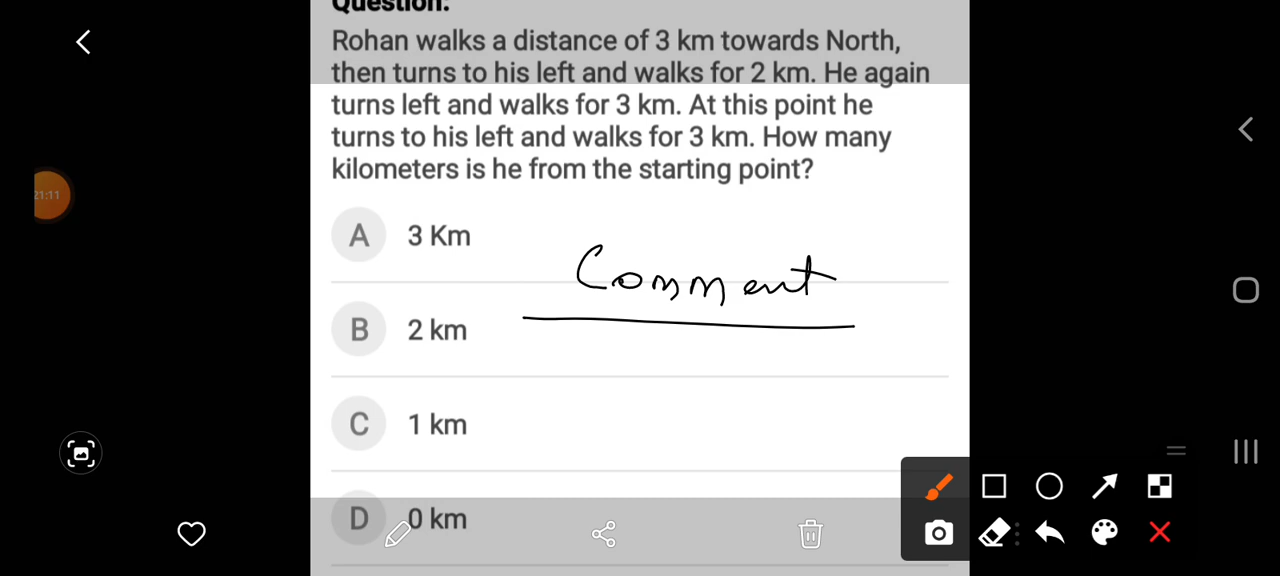 Question:
Rohan walks a distance of 3 km towards North,
then turns to his left and walks for 2 km. He again
turns left and walks for 3 km. At this point he
turns to his left and walks for 3 km. How many
kilometers is he from the starting point?
21:11
A 3 Km
Comment
B 2 km
C 1 km
D 0 km